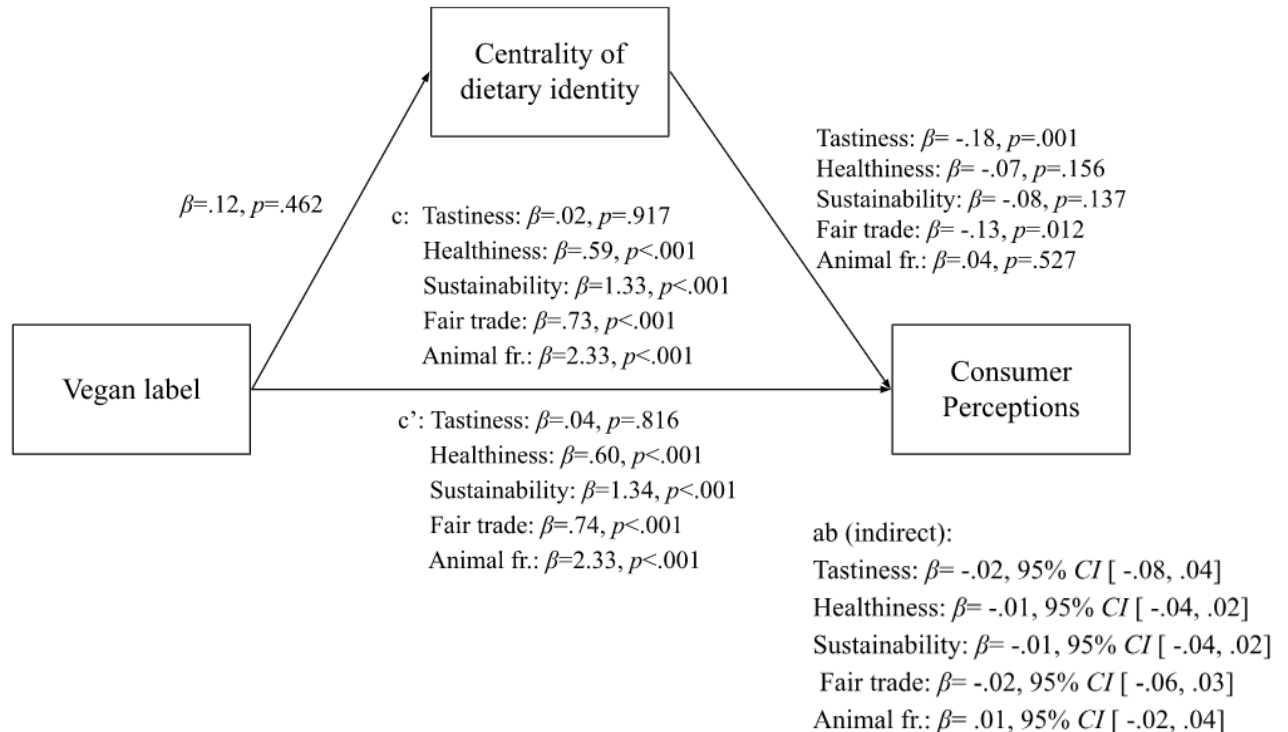 Centrality of
dietary identity
Tastiness: β= -.18, p=.001
Healthiness: β= -.07, p=.156
Sustainability: β= -.08, p=.137
Fair trade: β= -.13, p=.012
Animal fr.: β=.04, p=.527
β=.12, p=.462
c: Tastiness: β=.02, p=.917
Healthiness: β=.59, p<.001
Sustainability: β=1.33, p<.001
Fair trade: β=.73, p<.001
Animal fr.: β=2.33, p<.001
Vegan label
Consumer
Perceptions
c’: Tastiness: β=.04, p=.816
Healthiness: β=.60, p<.001
Sustainability: β=1.34, p<.001
Fair trade: β=.74, p<.001
Animal fr.: β=2.33, p<.001
ab (indirect):
Tastiness: β= -.02, 95% CI [ -.08, .04]
Healthiness: β= -.01, 95% CI [ -.04, .02]
Sustainability: β= -.01, 95% CI [ -.04, .02]
Fair trade: β= -.02, 95% CI [ -.06, .03]
Animal fr.: β= .01, 95% CI [ -.02, .04]